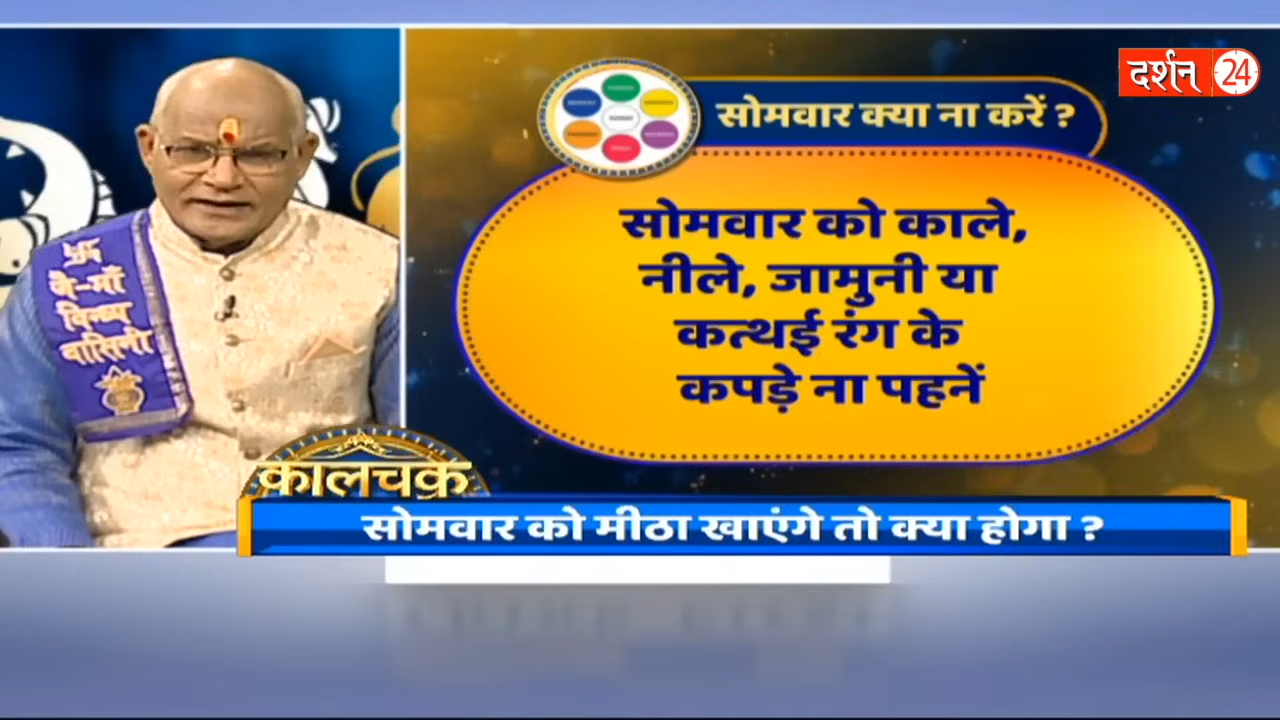 दर्शन 24
सोमवार क्या ना करें ?
सोमवार को काले,
नीले, जामुनी या
कत्थई रंग के
कपड़े ना पहनें
जै-माँ
विन्ध्य
वासिनी
कालचक्र
सोमवार को मीठा खाएंगे तो क्या होगा ?